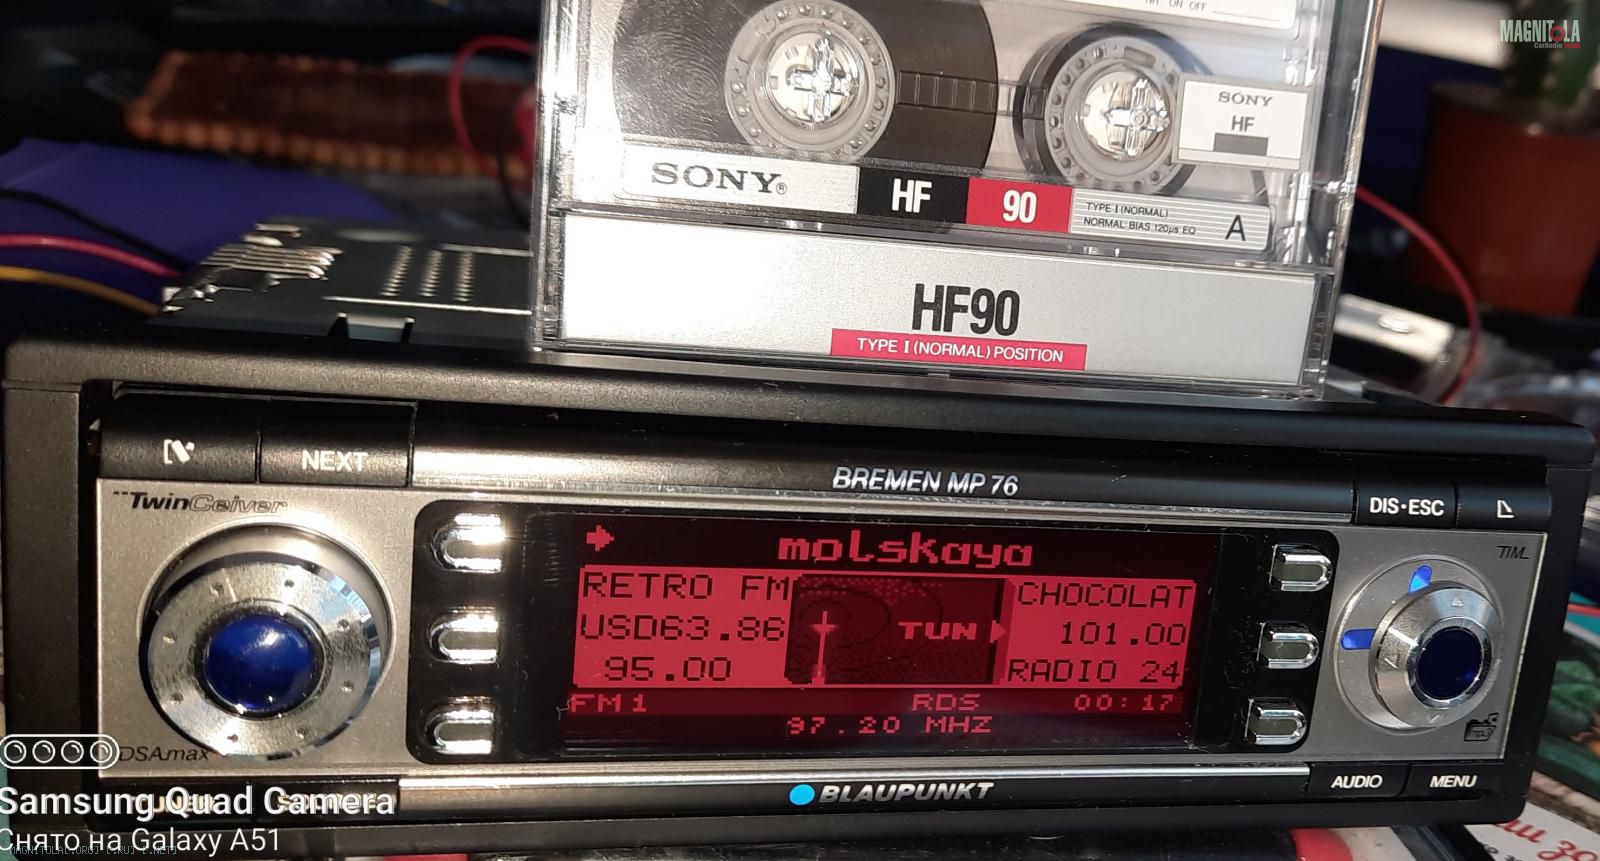 MAGNITOLA
CarAudio Team
SONY
HF
SONY®
HF
90
TYPE I (NORMAL)
NORMAL BIAS 120µs EQ
A
HF90
TYPE I (NORMAL) POSITION
NEXT
BREMEN MP 76
DIS•ESC
TwinCeiver
TIM
molskaya
RETRO FM
CHOCOLAT
USD63.86
TUN
101.00
95.00
RADIO 24
FM1
RDS
00:17
97.20 MHZ
DSAmax
AUDIO
MENU
BLAUPUNKT
Samsung Quad Camera
Снято на Galaxy A51